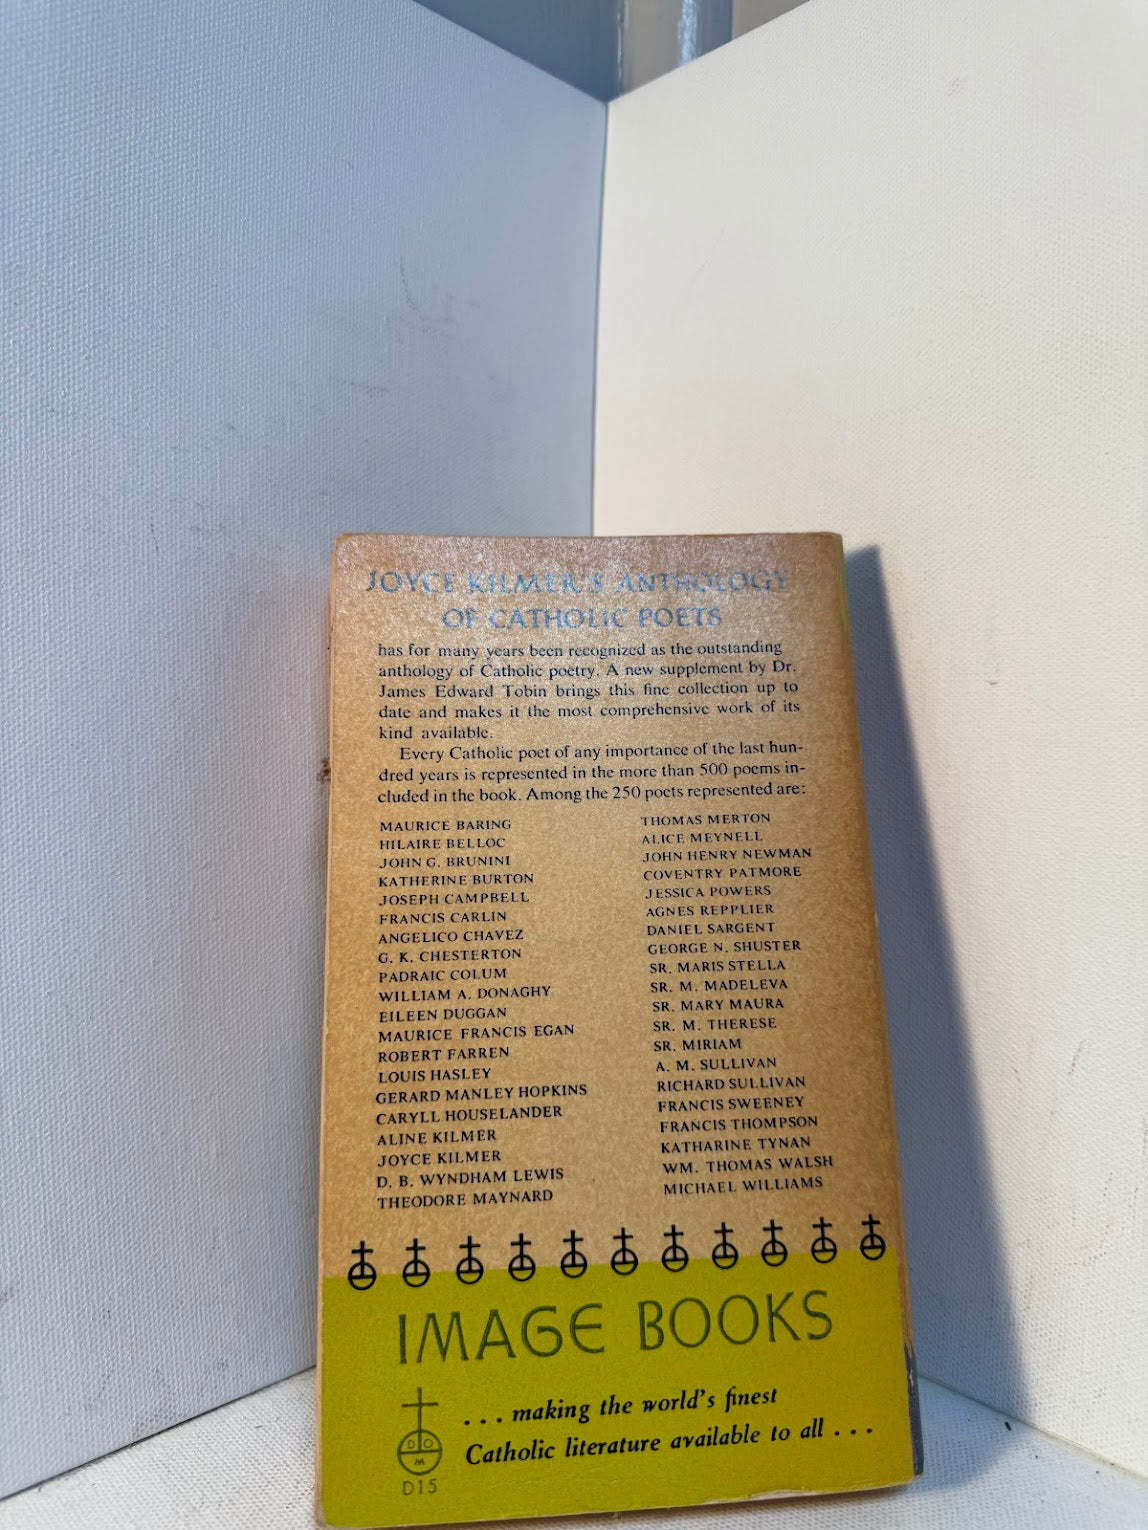 JOYCE KILMER'S ANTHOLOGY
OF CATHOLIC POETS
has for many years been recognized as the outstanding
anthology of Catholic poetry. A new supplement by Dr.
James Edward Tobin brings this fine collection up to
date and makes it the most comprehensive work of its
kind available.
Every Catholic poet of any importance of the last hun-
dred years is represented in the more than 500 poems in-
cluded in the book. Among the 250 poets represented are:
MAURICE BARING
HILAIRE BELLOC
JOHN G. BRUNINI
KATHERINE BURTON
JOSEPH CAMPBELL
FRANCIS CARLIN
ANGELICO CHAVEZ
G. K. CHESTERTON
PADRAIC COLUM
WILLIAM A. DONAGHY
EILEEN DUGGAN
MAURICE FRANCIS EGAN
ROBERT FARREN
LOUIS HASLEY
GERARD MANLEY HOPKINS
CARYLL HOUSELANDER
ALINE KILMER
JOYCE KILMER
D. B. WYNDHAM LEWIS
THEODORE MAYNARD
THOMAS MERTON
ALICE MEYNELL
JOHN HENRY NEWMAN
COVENTRY PATMORE
JESSICA POWERS
AGNES REPPLIER
DANIEL SARGENT
GEORGE N. SHUSTER
SR. MARIS STELLA
SR. M. MADELEVA
SR. MARY MAURA
SR. M. THERESE
SR. MIRIAM
A. M. SULLIVAN
RICHARD SULLIVAN
FRANCIS SWEENEY
FRANCIS THOMPSON
KATHARINE TYNAN
WM. THOMAS WALSH
MICHAEL WILLIAMS
IMAGE BOOKS
. . . making the world's finest
Catholic literature available to all . . .
D O
M
D15